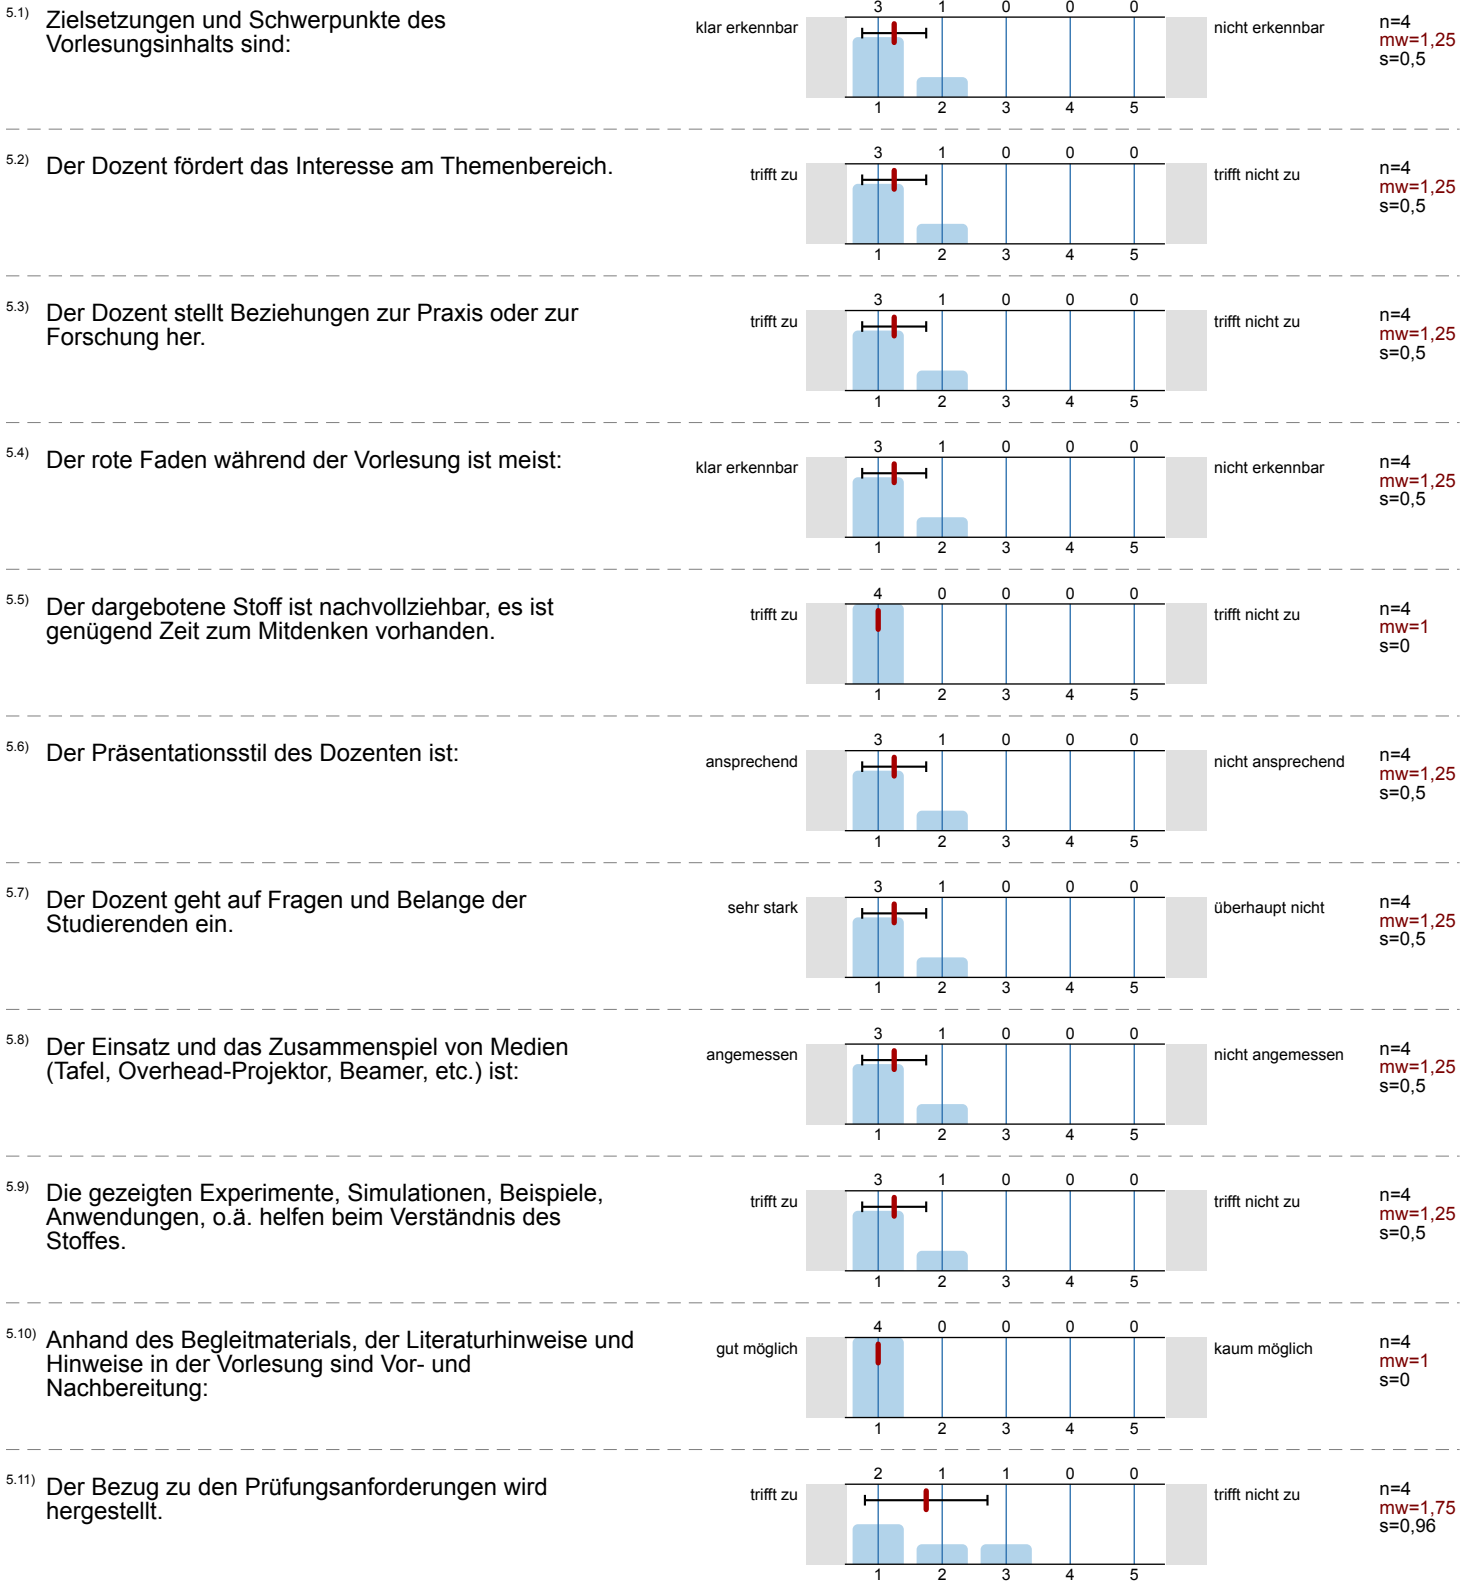 5.1) Zielsetzungen und Schwerpunkte des
Vorlesungsinhalts sind:
klar erkennbar
3 1 0 0 0
1 2 3 4 5
nicht erkennbar
n=4
mw=1,25
s=0,5
5.2) Der Dozent fördert das Interesse am Themenbereich.
trifft zu
3 1 0 0 0
1 2 3 4 5
trifft nicht zu
n=4
mw=1,25
s=0,5
5.3) Der Dozent stellt Beziehungen zur Praxis oder zur
Forschung her.
trifft zu
3 1 0 0 0
1 2 3 4 5
trifft nicht zu
n=4
mw=1,25
s=0,5
5.4) Der rote Faden während der Vorlesung ist meist:
klar erkennbar
3 1 0 0 0
1 2 3 4 5
nicht erkennbar
n=4
mw=1,25
s=0,5
5.5) Der dargebotene Stoff ist nachvollziehbar, es ist
genügend Zeit zum Mitdenken vorhanden.
trifft zu
4 0 0 0 0
1 2 3 4 5
trifft nicht zu
n=4
mw=1
s=0
5.6) Der Präsentationsstil des Dozenten ist:
ansprechend
3 1 0 0 0
1 2 3 4 5
nicht ansprechend
n=4
mw=1,25
s=0,5
5.7) Der Dozent geht auf Fragen und Belange der
Studierenden ein.
sehr stark
3 1 0 0 0
1 2 3 4 5
überhaupt nicht
n=4
mw=1,25
s=0,5
5.8) Der Einsatz und das Zusammenspiel von Medien
(Tafel, Overhead-Projektor, Beamer, etc.) ist:
angemessen
3 1 0 0 0
1 2 3 4 5
nicht angemessen
n=4
mw=1,25
s=0,5
5.9) Die gezeigten Experimente, Simulationen, Beispiele,
Anwendungen, o.ä. helfen beim Verständnis des
Stoffes.
trifft zu
3 1 0 0 0
1 2 3 4 5
trifft nicht zu
n=4
mw=1,25
s=0,5
5.10) Anhand des Begleitmaterials, der Literaturhinweise und
Hinweise in der Vorlesung sind Vor- und
Nachbereitung:
gut möglich
4 0 0 0 0
1 2 3 4 5
kaum möglich
n=4
mw=1
s=0
5.11) Der Bezug zu den Prüfungsanforderungen wird
hergestellt.
trifft zu
2 1 1 0 0
1 2 3 4 5
trifft nicht zu
n=4
mw=1,75
s=0,96